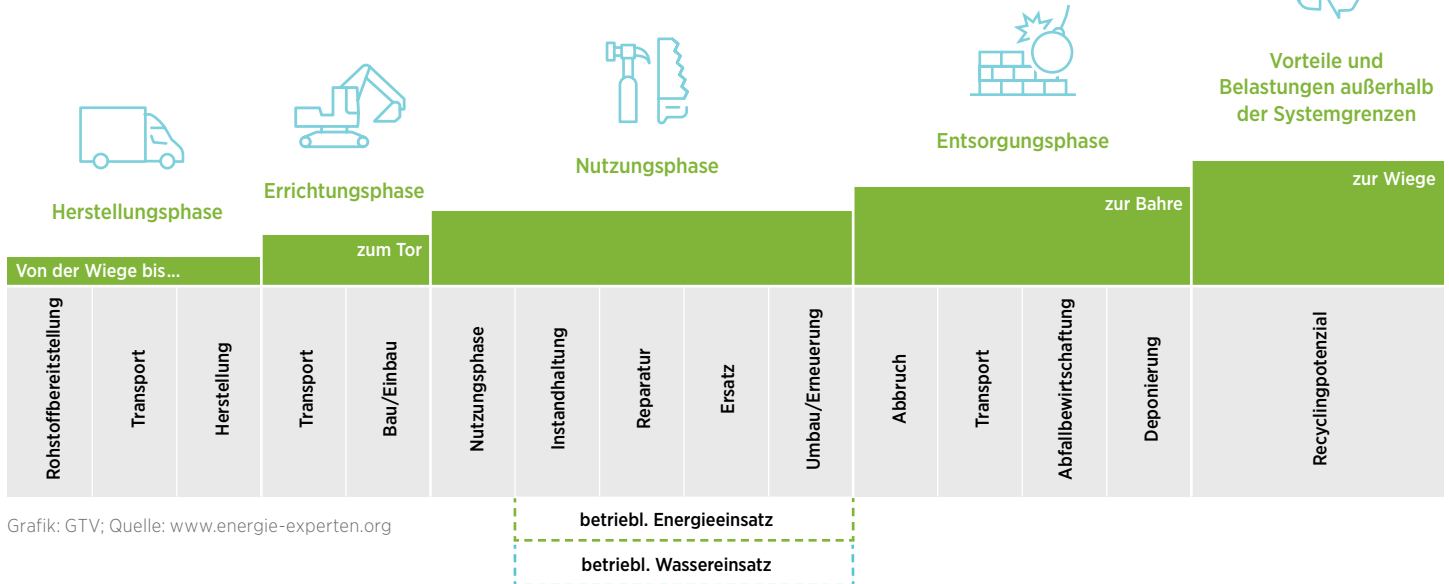 Vorteile und
Belastungen außerhalb
der Systemgrenzen
Entsorgungsphase
Nutzungsphase
Errichtungsphase
Herstellungsphase
zur Wiege
zur Bahre
zum Tor
Von der Wiege bis...
Rohstoffbereitstellung
Transport
Herstellung
Transport
Bau/Einbau
Nutzungsphase
Instandhaltung
Reparatur
Ersatz
Umbau/Erneuerung
Abbruch
Transport
Abfallbewirtschaftung
Deponierung
Recyclingpotenzial
Grafik: GTV; Quelle: www.energie-experten.org
betriebl. Energieeinsatz
betriebl. Wassereinsatz